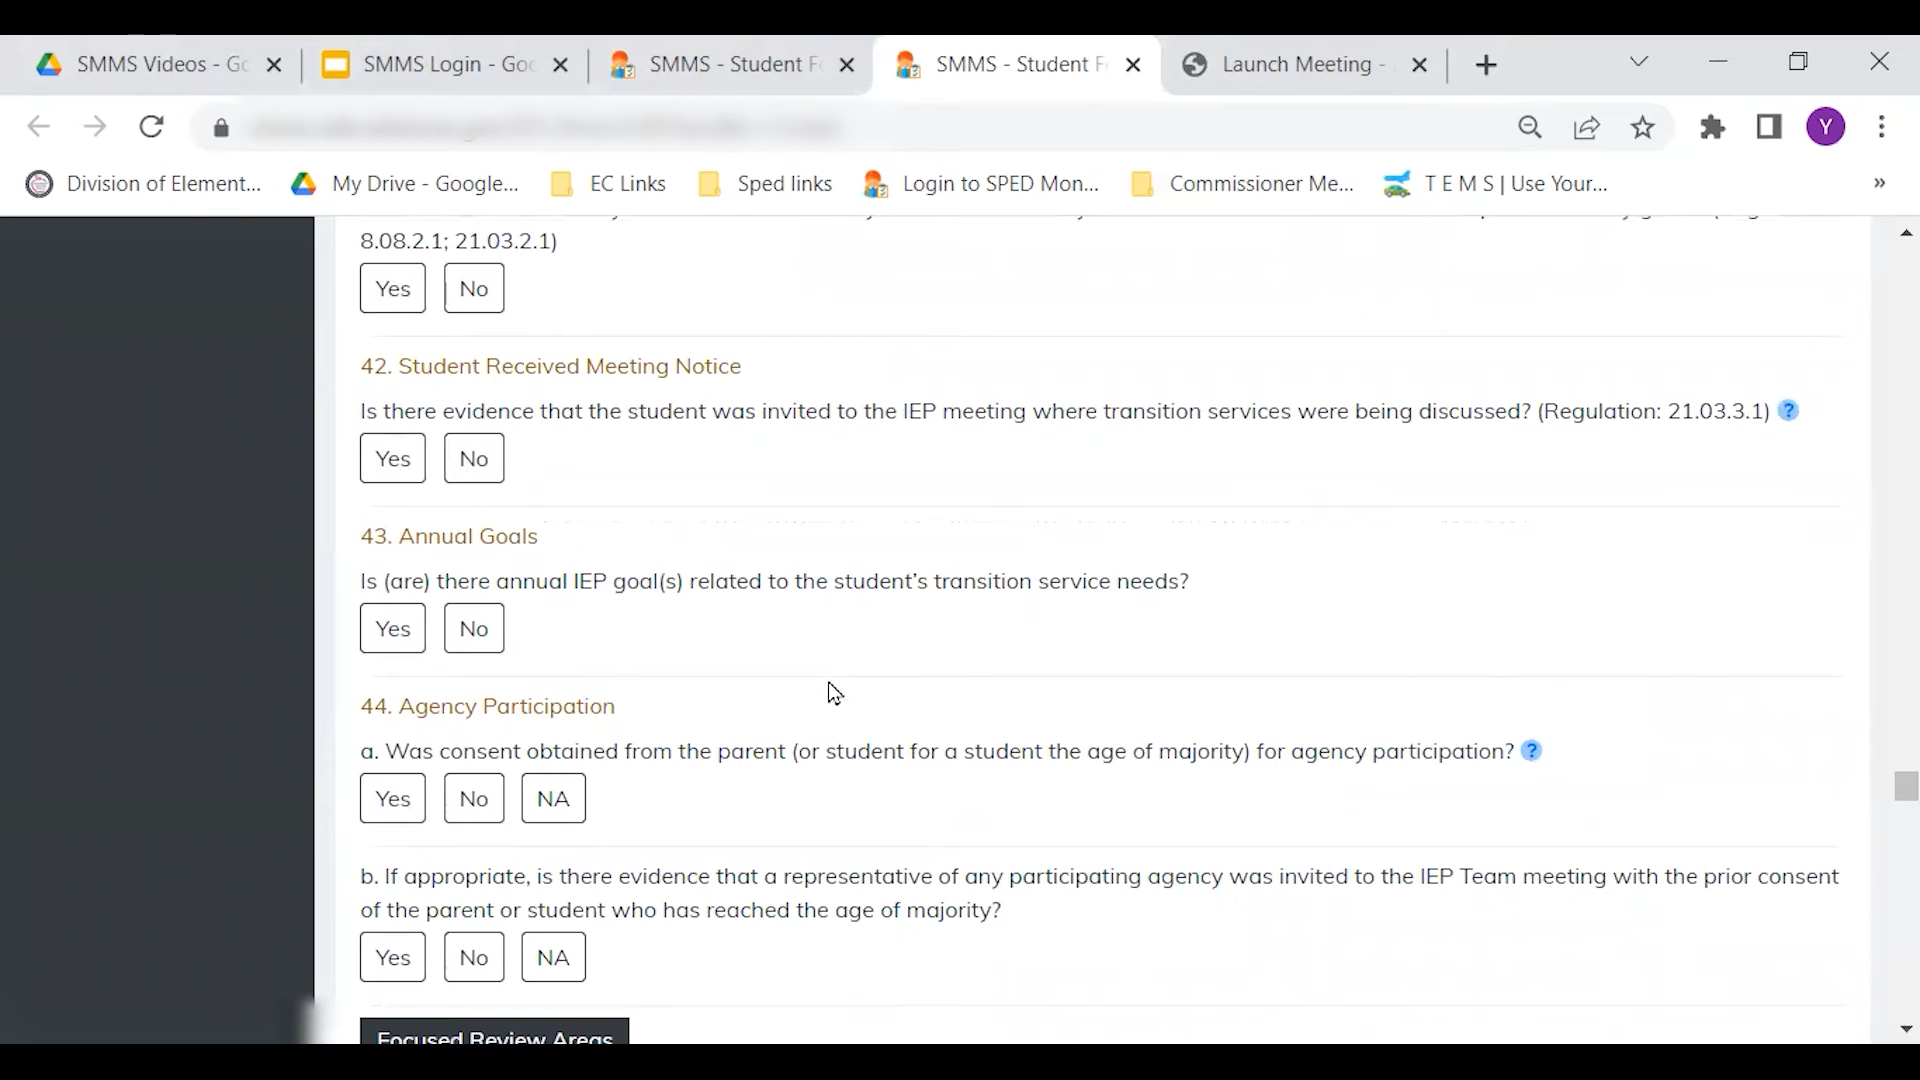 SMMS Videos - Go
SMMS Login - Goo
SMMS - Student F
SMMS - Student F
Launch Meeting -
Y
Division of Element...
My Drive - Google...
EC Links
Sped links
Login to SPED Mon...
Commissioner Me...
T E M S | Use Your...
»
8.08.2.1; 21.03.2.1)
Yes No
42. Student Received Meeting Notice
Is there evidence that the student was invited to the IEP meeting where transition services were being discussed? (Regulation: 21.03.3.1) ?
Yes No
43. Annual Goals
Is (are) there annual IEP goal(s) related to the student’s transition service needs?
Yes No
44. Agency Participation
a. Was consent obtained from the parent (or student for a student the age of majority) for agency participation? ?
Yes No NA
b. If appropriate, is there evidence that a representative of any participating agency was invited to the IEP Team meeting with the prior consent
of the parent or student who has reached the age of majority?
Yes No NA
Focused Review Areas